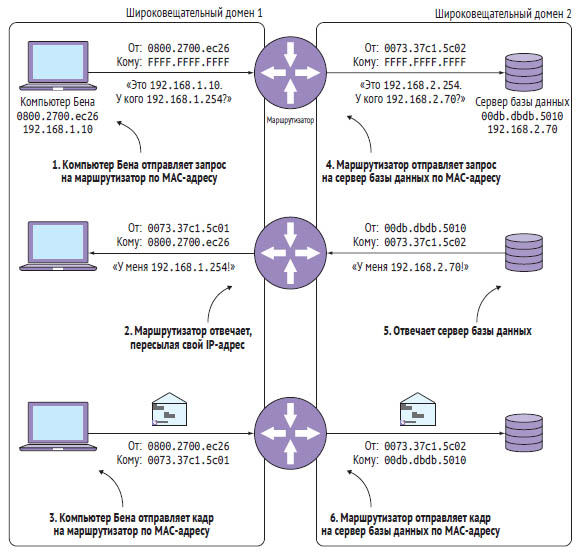 Широковещательный домен 1
Широковещательный домен 2
От: 0800.2700.ec26
Кому: FFFF.FFFF.FFFF
«Это 192.168.1.10.
У кого 192.168.1.254?»
Компьютер Бена
0800.2700.ec26
192.168.1.10
Маршрутизатор
От: 0073.37c1.5c02
Кому: FFFF.FFFF.FFFF
«Это 192.168.2.254.
У кого 192.168.2.70?»
Сервер базы данных
00db.dbdb.5010
192.168.2.70
1. Компьютер Бена отправляет запрос
на маршрутизатор по MAC-адресу
4. Маршрутизатор отправляет запрос
на сервер базы данных по MAC-адресу
От: 0073.37c1.5c01
Кому: 0800.2700.ec26
«У меня 192.168.1.254!»
От: 00db.dbdb.5010
Кому: 0073.37c1.5c02
«У меня 192.168.2.70!»
2. Маршрутизатор отвечает,
пересылая свой IP-адрес
5. Отвечает сервер базы данных
От: 0800.2700.ec26
Кому: 0073.37c1.5c01
От: 0073.37c1.5c02
Кому: 00db.dbdb.5010
3. Компьютер Бена отправляет кадр
на маршрутизатор по MAC-адресу
6. Маршрутизатор отправляет кадр
на сервер базы данных по MAC-адресу